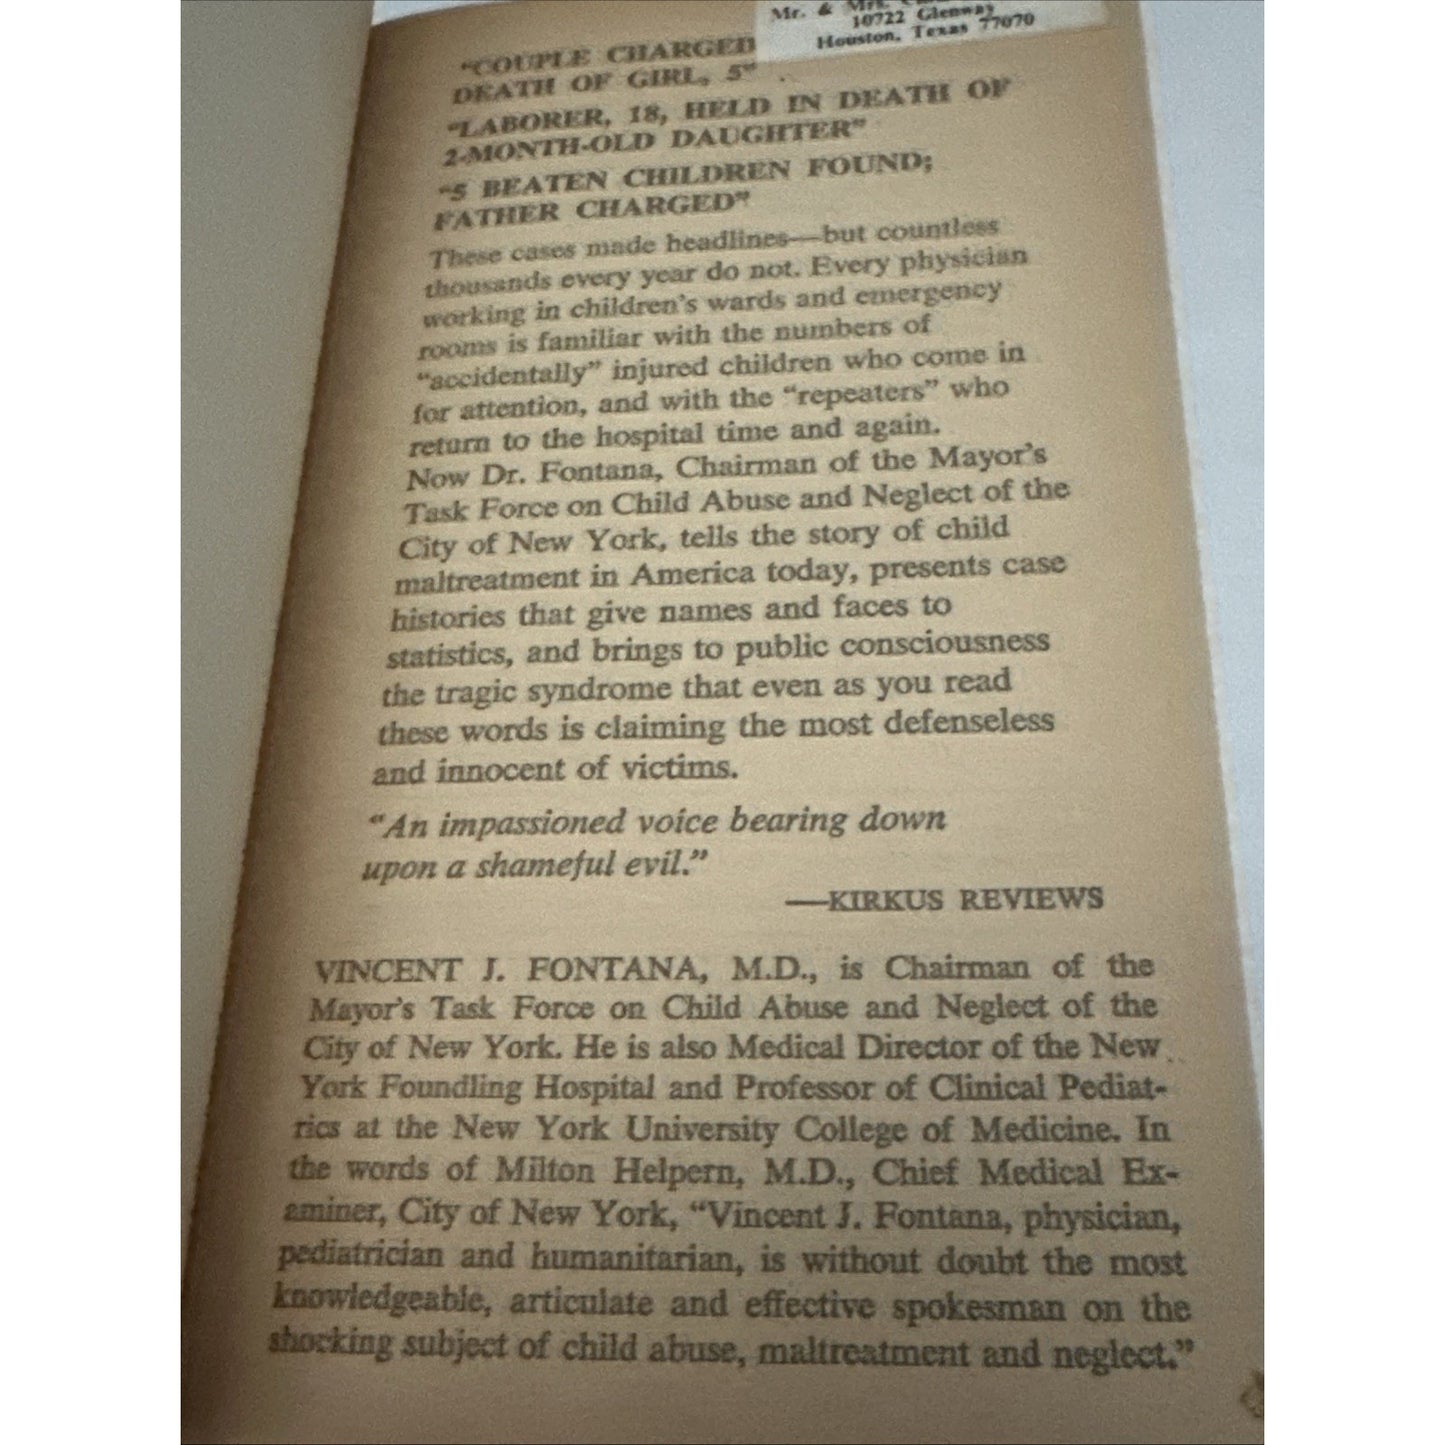 Mr. & Mrs.
10722 Glenway
Houston, Texas 77070
"COUPLE CHARGED
DEATH OF GIRL, 5"
"LABORER, 18, HELD IN DEATH OF
2-MONTH-OLD DAUGHTER"
"5 BEATEN CHILDREN FOUND;
FATHER CHARGED"
These cases made headlines—but countless
thousands every year do not. Every physician
working in children's wards and emergency
rooms is familiar with the numbers of
"accidentally" injured children who come in
for attention, and with the "repeaters" who
return to the hospital time and again.
Now Dr. Fontana, Chairman of the Mayor's
Task Force on Child Abuse and Neglect of the
City of New York, tells the story of child
maltreatment in America today, presents case
histories that give names and faces to
statistics, and brings to public consciousness
the tragic syndrome that even as you read
these words is claiming the most defenseless
and innocent of victims.
"An impassioned voice bearing down
upon a shameful evil."
—KIRKUS REVIEWS
VINCENT J. FONTANA, M.D., is Chairman of the
Mayor's Task Force on Child Abuse and Neglect of the
City of New York. He is also Medical Director of the New
York Foundling Hospital and Professor of Clinical Pediat-
rics at the New York University College of Medicine. In
the words of Milton Helpern, M.D., Chief Medical Ex-
aminer, City of New York, "Vincent J. Fontana, physician,
pediatrician and humanitarian, is without doubt the most
knowledgeable, articulate and effective spokesman on the
shocking subject of child abuse, maltreatment and neglect."